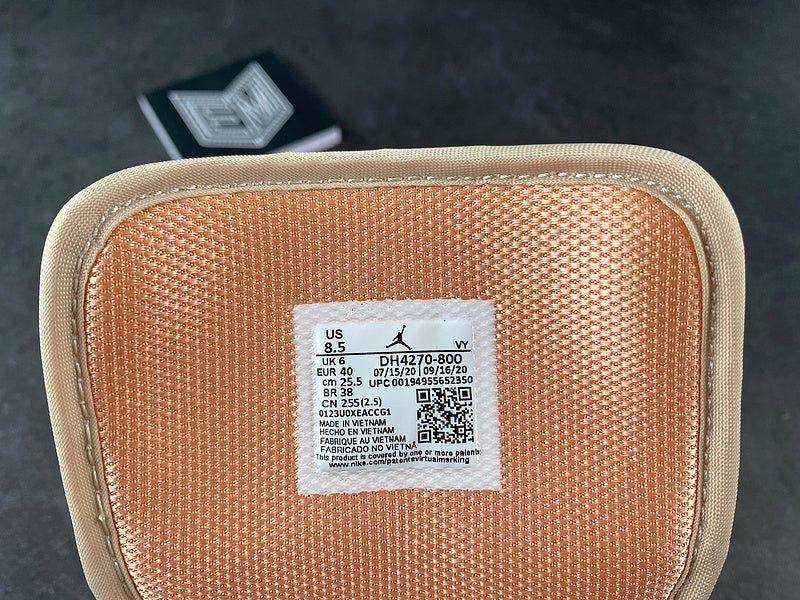 US
8.5
VY
UK 6
DH4270-800
EUR 40
07/15/20 | 09/16/20
cm 25.5
UPC 00194955652350
BR 38
CN 255(2.5)
0123U0XEACCG1
MADE IN VIETNAM
HECHO EN VIETNAM
FABRIQUE AU VIETNAM
FABRICADO NO VIETNA
This product is covered by one or more patents
www.nike.com/patentsvirtualmarking